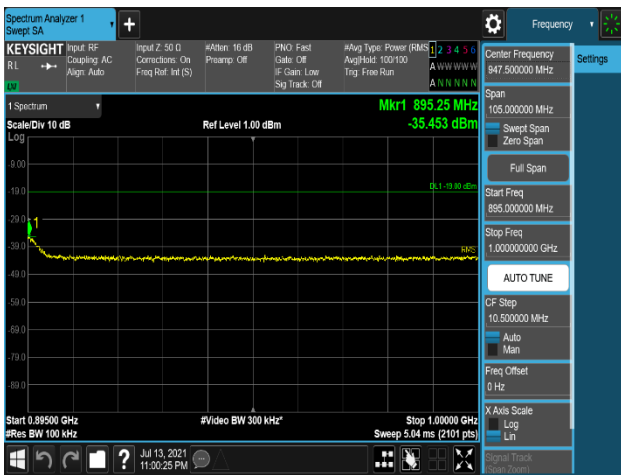 Spectrum Analyzer 1
Swept SA
+
Frequency
KEYSIGHT
RL
Input: RF
Coupling: AC
Align: Auto
Input Z: 50 Ω
Corrections: On
Freq Ref: Int (S)
#Atten: 16 dB
Preamp: Off
PNO: Fast
Gate: Off
IF Gain: Low
Sig Track: Off
#Avg Type: Power (RMS
Avg|Hold: 100/100
Trig: Free Run
1 2 3 4 5 6
A W W W W W
A N N N N N
1 Spectrum
Mkr1 895.25 MHz
Scale/Div 10 dB
Ref Level 1.00 dBm
-35.453 dBm
Log
-9.00
DL1 -19.00 dBm
-19.0
-29.0
1
-39.0
RMS
-49.0
-59.0
-69.0
-79.0
-89.0
Start 0.89500 GHz
#Video BW 300 kHz*
Stop 1.00000 GHz
#Res BW 100 kHz
Sweep 5.04 ms (2101 pts)
?
Jul 13, 2021
11:00:25 PM
Center Frequency
947.500000 MHz
Settings
Span
105.000000 MHz
Swept Span
Zero Span
Full Span
Start Freq
895.000000 MHz
Stop Freq
1.000000000 GHz
AUTO TUNE
CF Step
10.500000 MHz
Auto
Man
Freq Offset
0 Hz
X Axis Scale
Log
Lin
Signal Track
(Span Zoom)